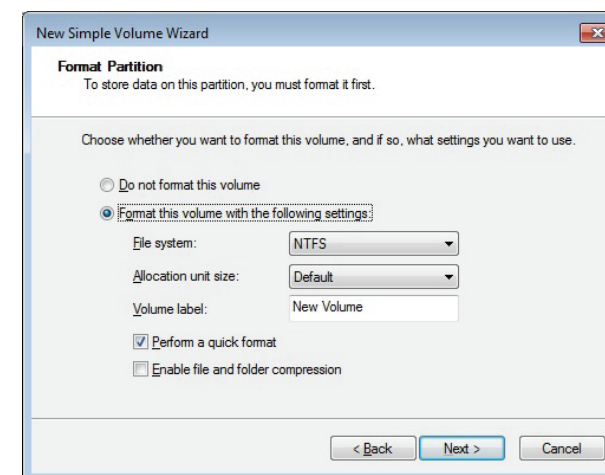 New Simple Volume Wizard
Format Partition
To store data on this partition, you must format it first.
Choose whether you want to format this volume, and if so, what settings you want to use.
Do not format this volume
Format this volume with the following settings:
File system: NTFS
Allocation unit size: Default
Volume label: New Volume
Perform a quick format
Enable file and folder compression
< Back Next > Cancel